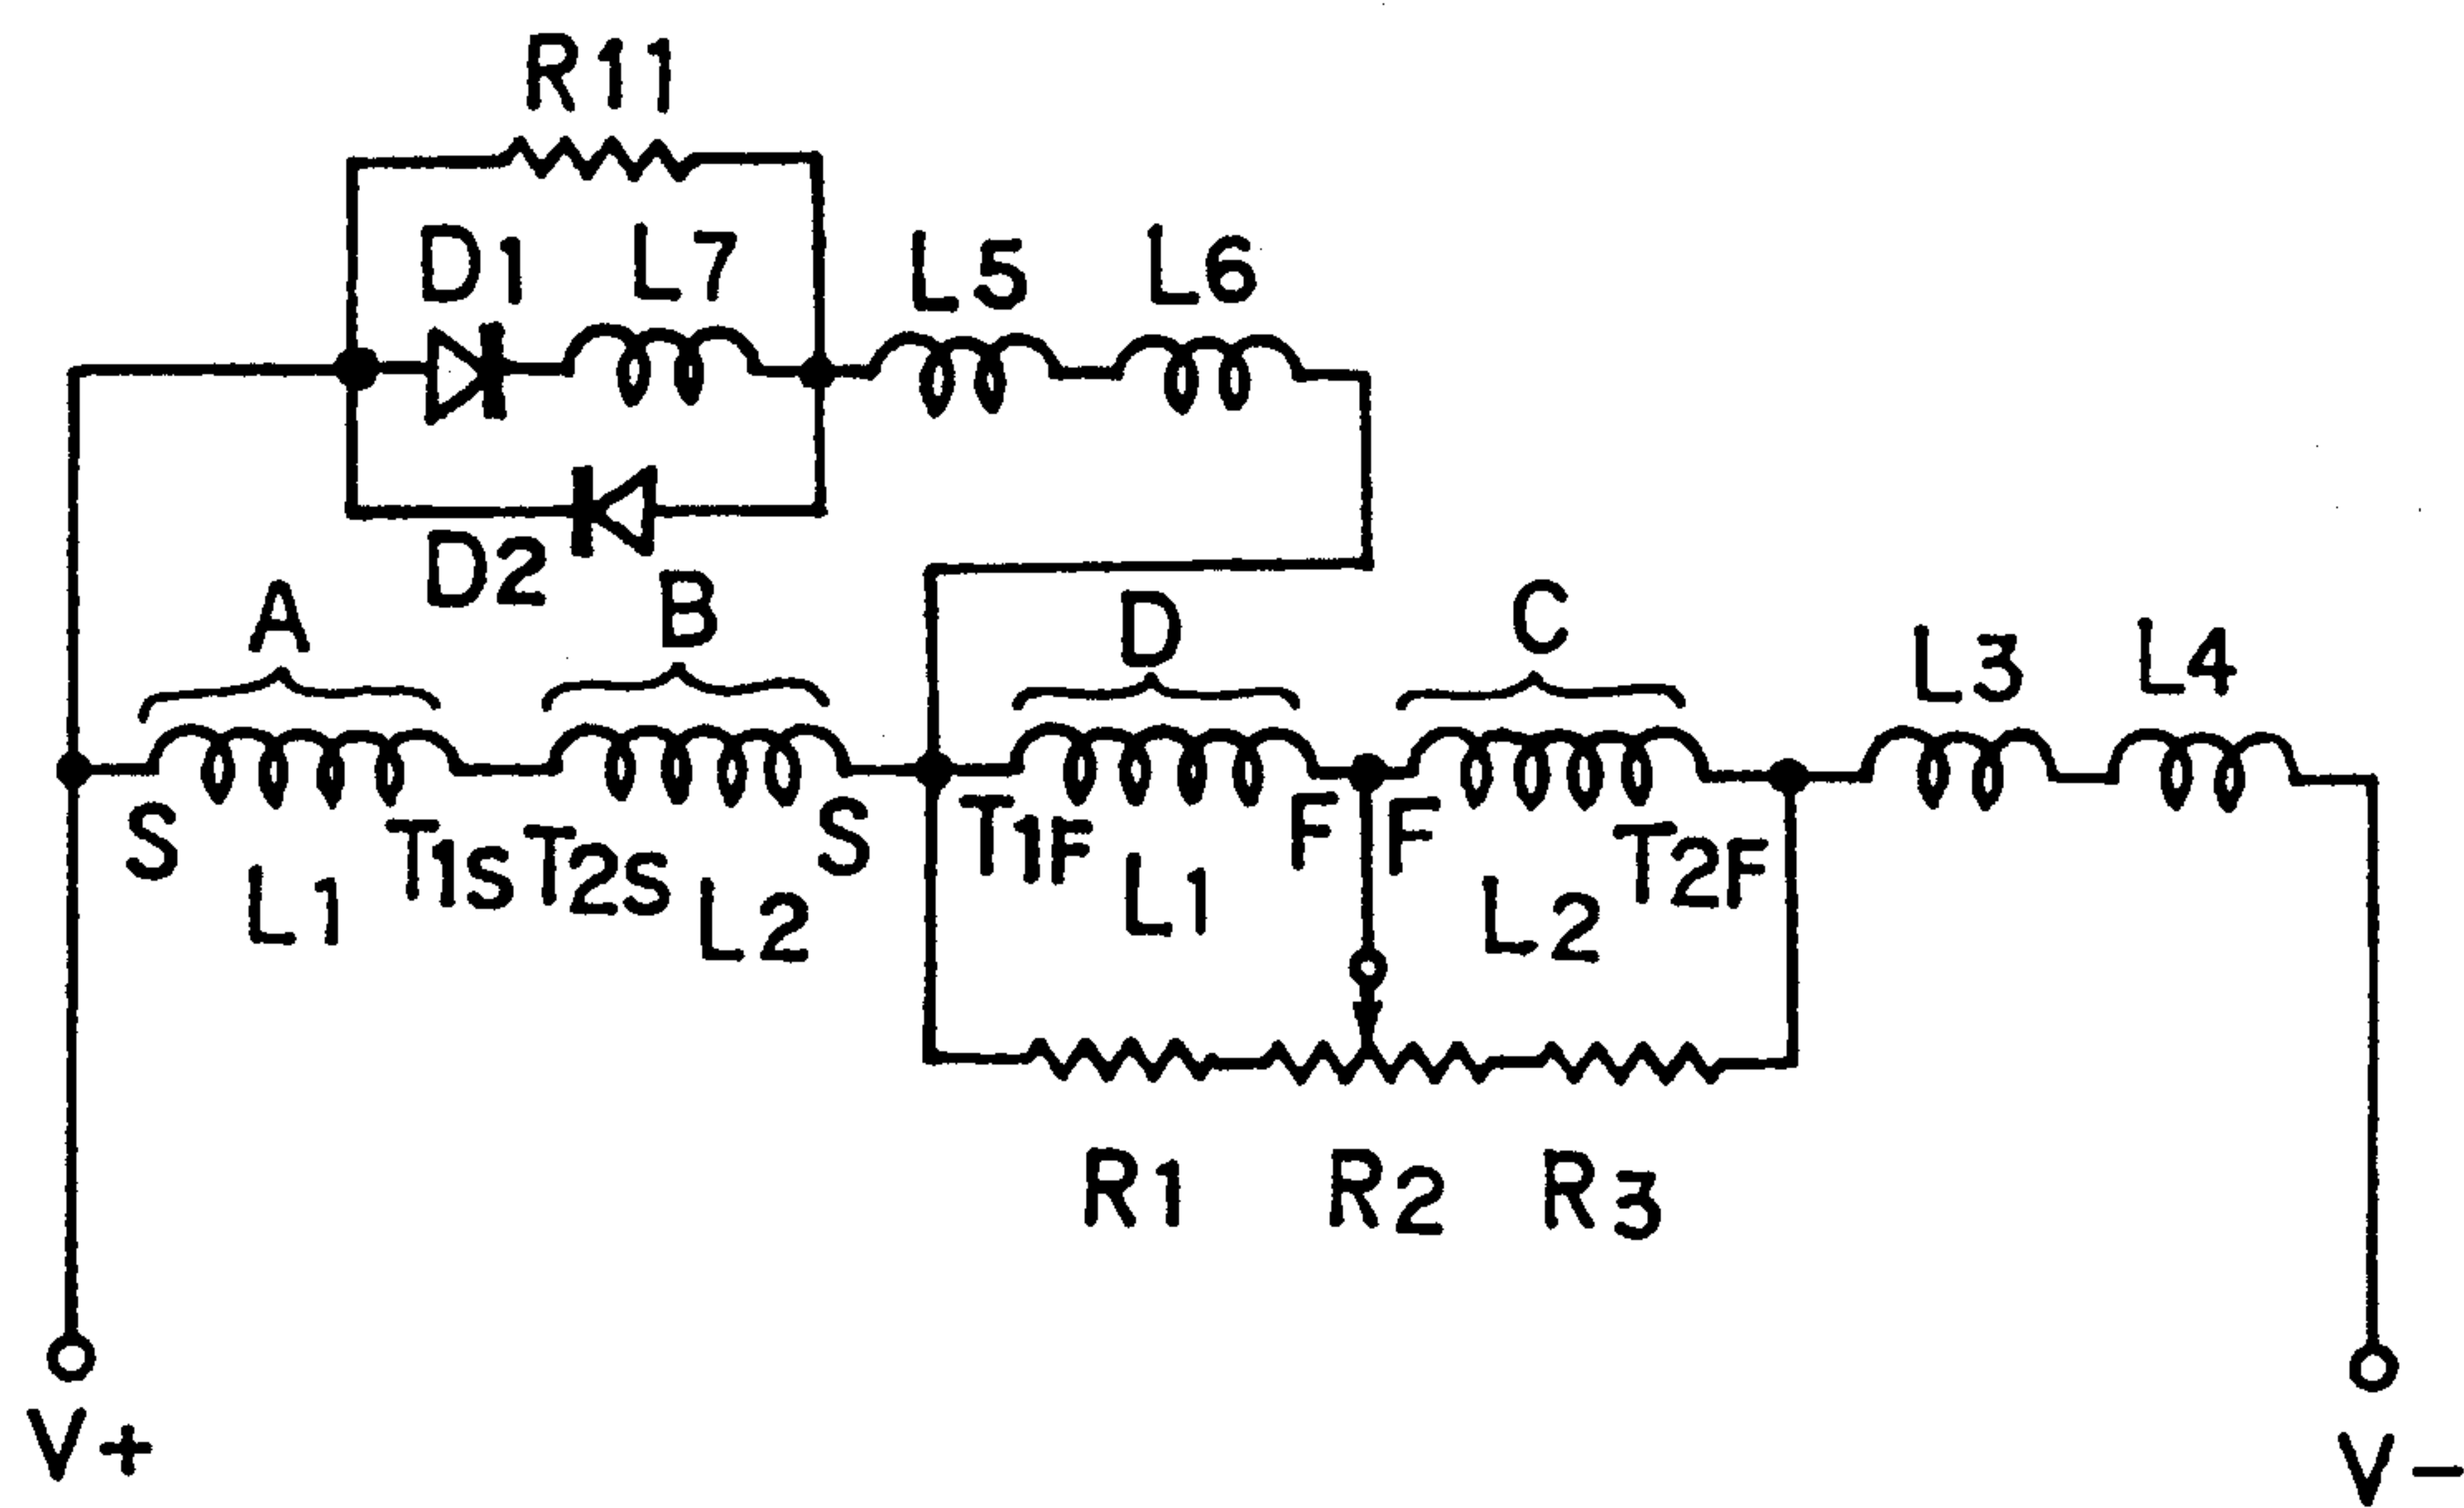 R11
D1 L7 L5 L6
D2
A B D C L3 L4
S T1S T2S S T1F F F T2F
L1 L2 L1 L2
R1 R2 R3
V+ V-